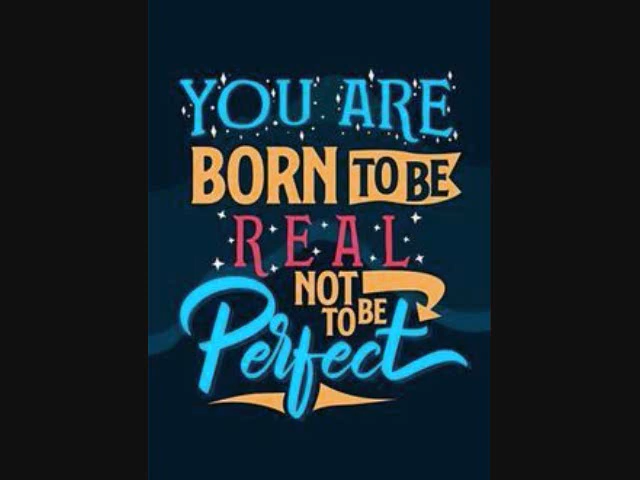 YOU ARE
BORN TO BE
REAL
NOT
TO BE
Perfect